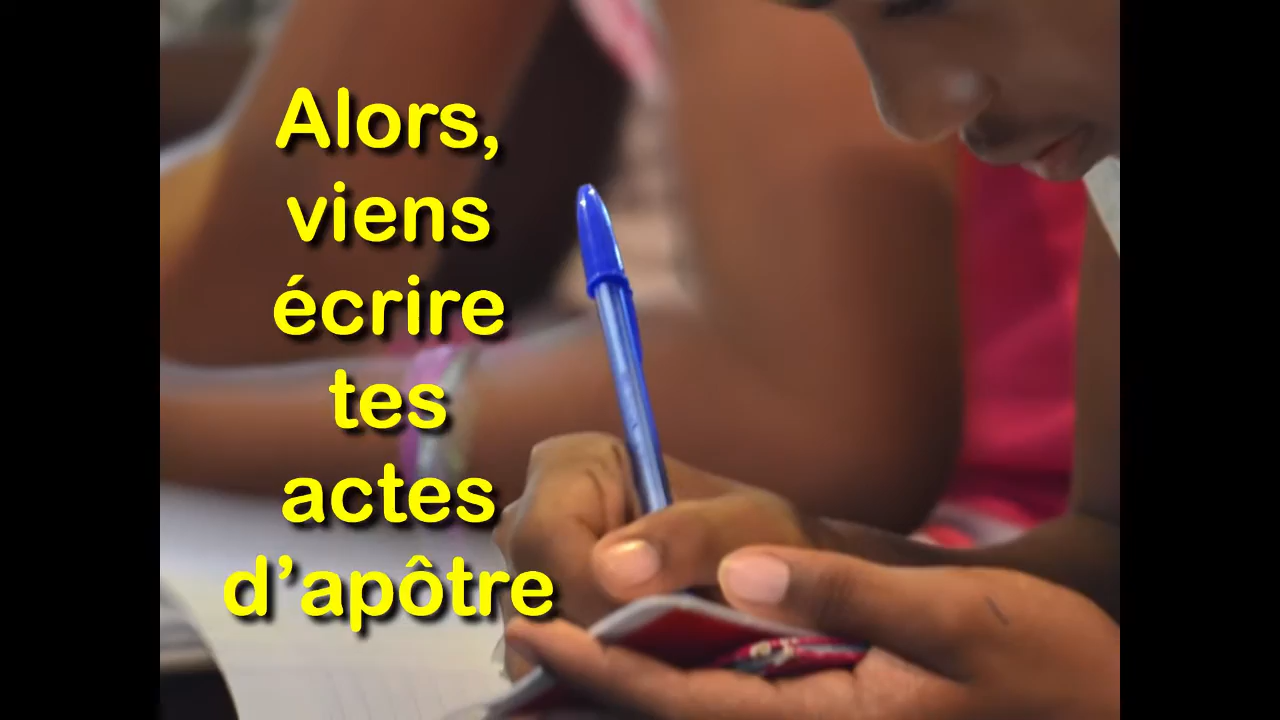 Alors,
viens
écrire
tes
actes
d’apôtre